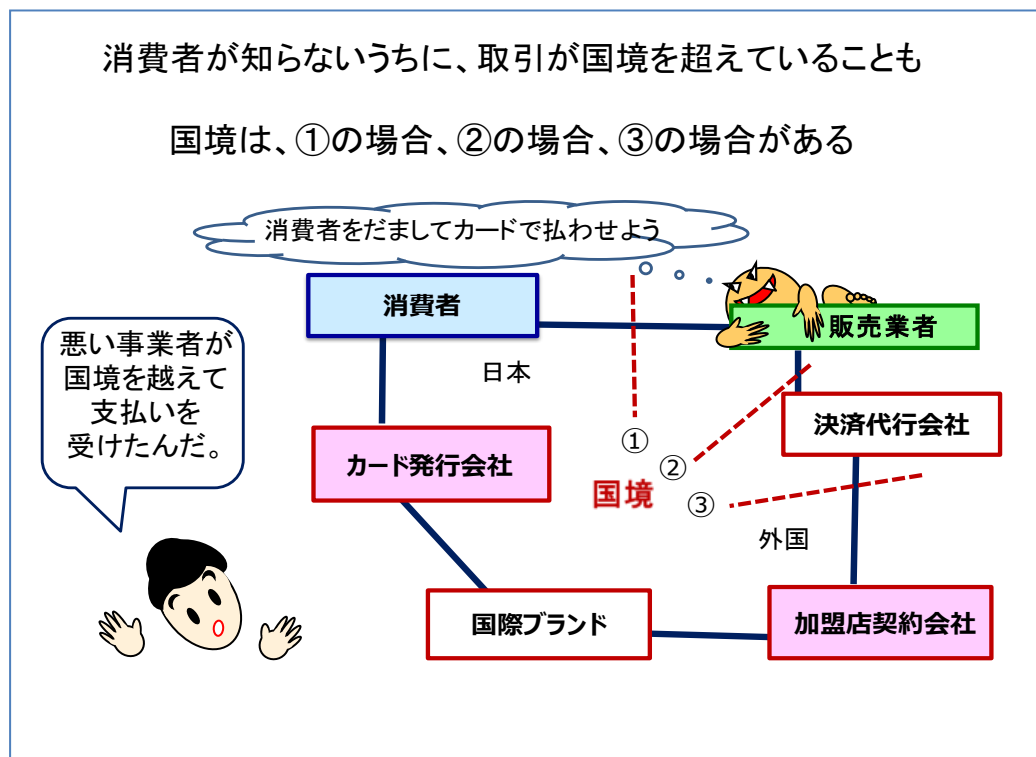 消費者が知らないうちに、取引が国境を超えていることも
国境は、①の場合、②の場合、③の場合がある
消費者をだましてカードで払わせよう
消費者
販売業者
悪い事業者が
国境を越えて
支払いを
受けたんだ。
日本
決済代行会社
カード発行会社
①
②
国境
③
外国
国際ブランド
加盟店契約会社